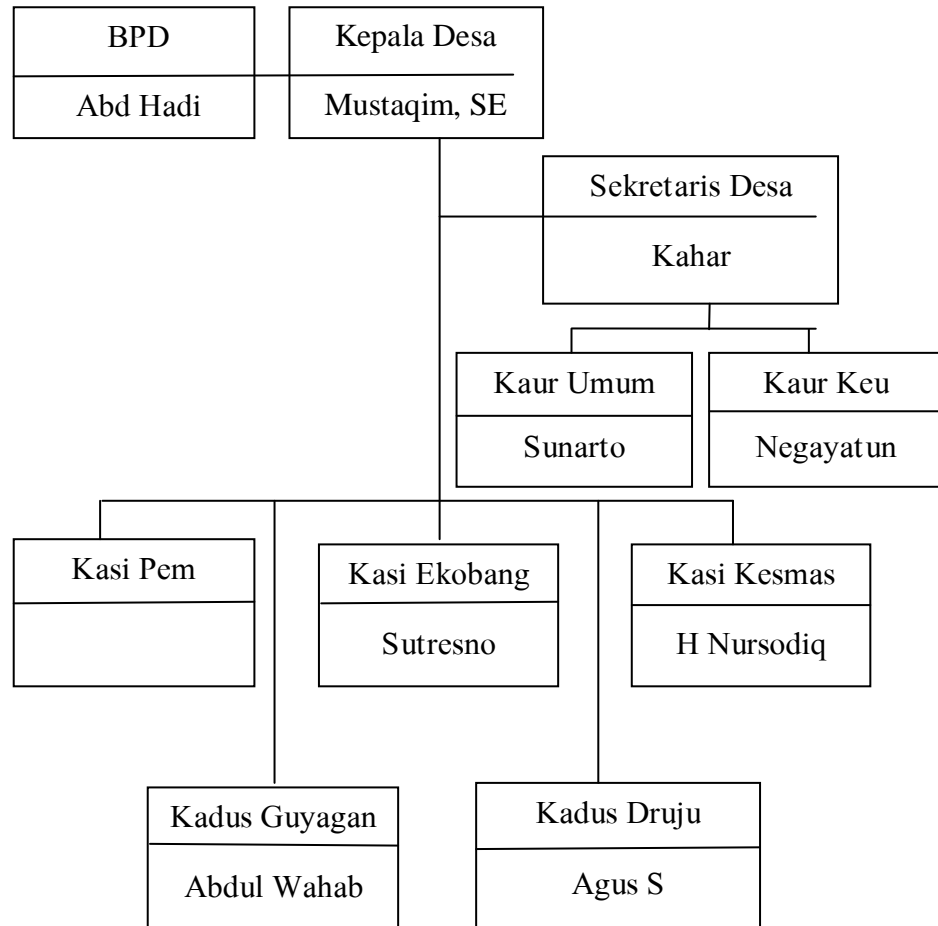 BPD
Abd Hadi
Kepala Desa
Mustaqim, SE
Sekretaris Desa
Kahar
Kaur Umum
Sunarto
Kaur Keu
Negayatun
Kasi Pem
Kasi Ekobang
Sutresno
Kasi Kesmas
H Nursodiq
Kadus Guyagan
Abdul Wahab
Kadus Druju
Agus S